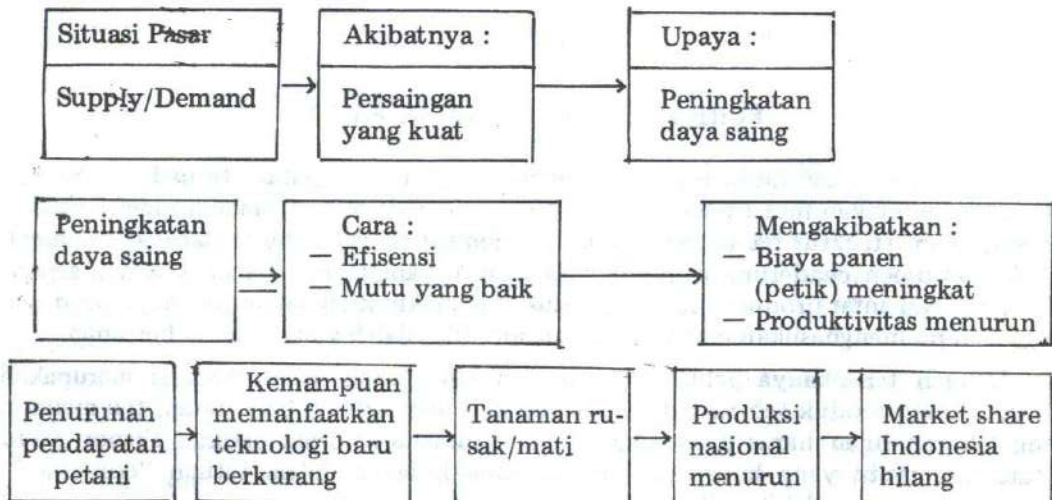 Situasi Pasar
Supply/Demand
Akibatnya :
Persaingan
yang kuat
Upaya :
Peningkatan
daya saing
Peningkatan
daya saing
Cara :
— Efisensi
— Mutu yang baik
Mengakibatkan :
— Biaya panen
(petik) meningkat
— Produktivitas menurun
Penurunan
pendapatan
petani
Kemampuan
memanfaatkan
teknologi baru
berkurang
Tanaman ru-
sak/mati
Produksi
nasional
menurun
Market share
Indonesia
hilang